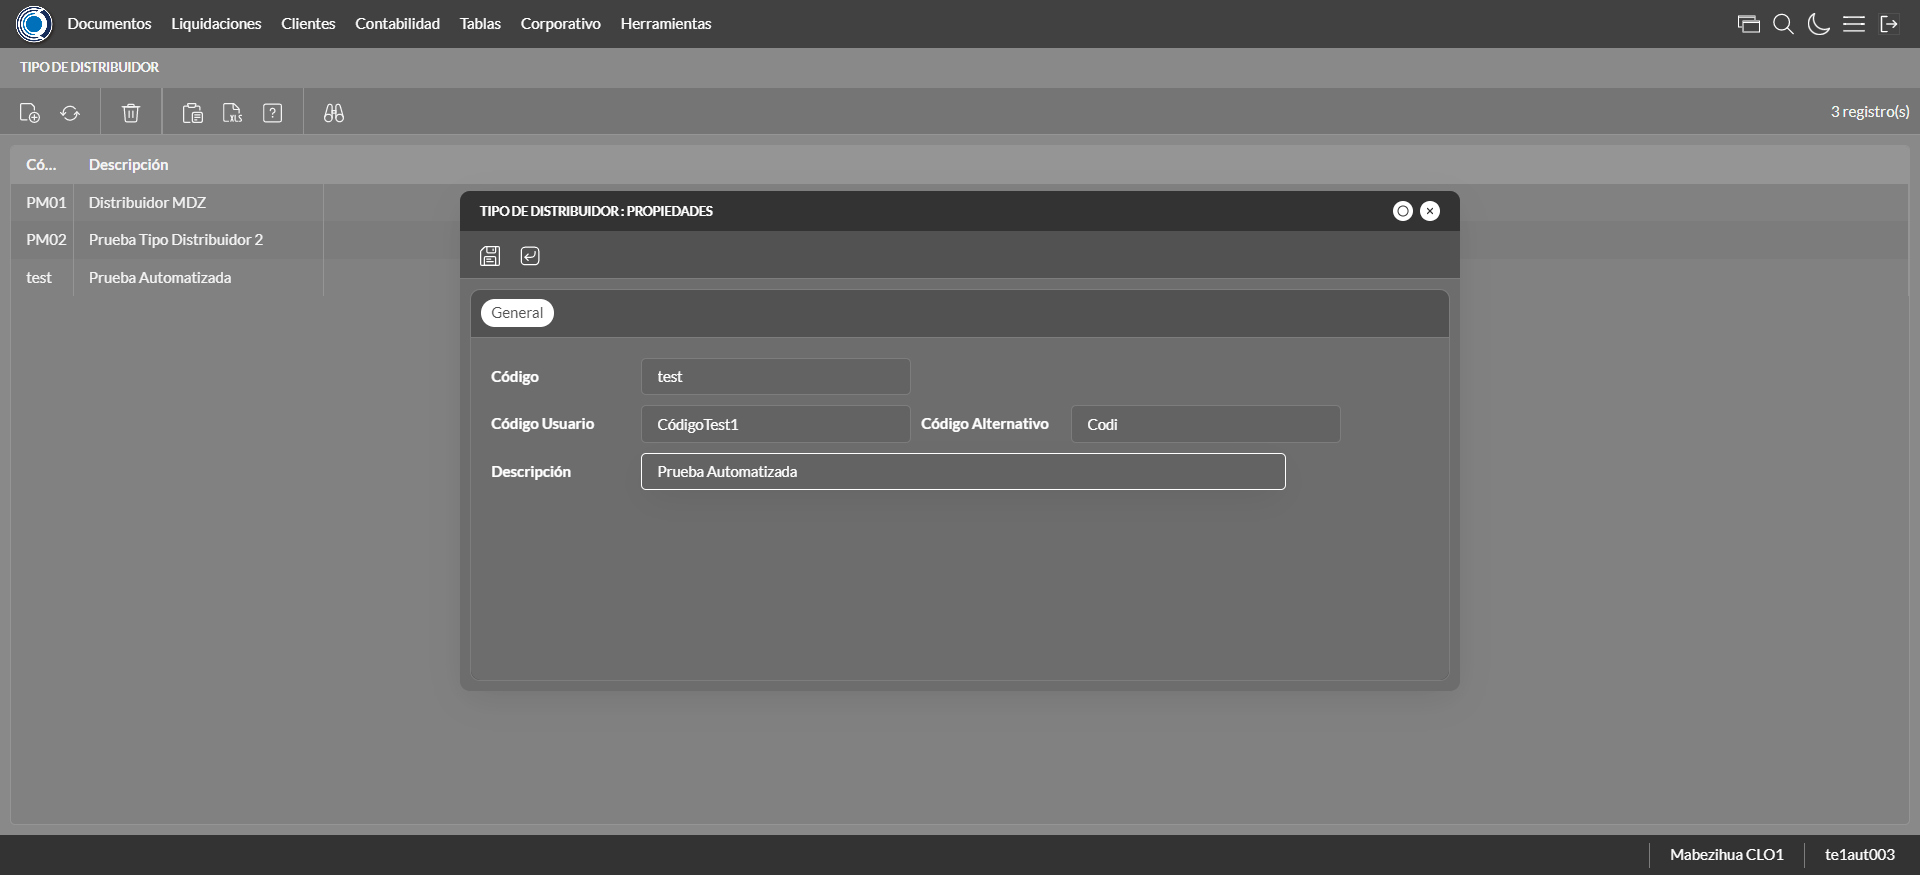 Documentos Liquidaciones Clientes Contabilidad Tablas Corporativo Herramientas
TIPO DE DISTRIBUIDOR
XLS ? 3 registro(s)
Có... Descripción
PM01 Distribuidor MDZ
PM02 Prueba Tipo Distribuidor 2
test Prueba Automatizada
TIPO DE DISTRIBUIDOR : PROPIEDADES
General
Código test
Código Usuario CódigoTest1 Código Alternativo Codi
Descripción Prueba Automatizada
Mabezihua CLO1 te1aut003